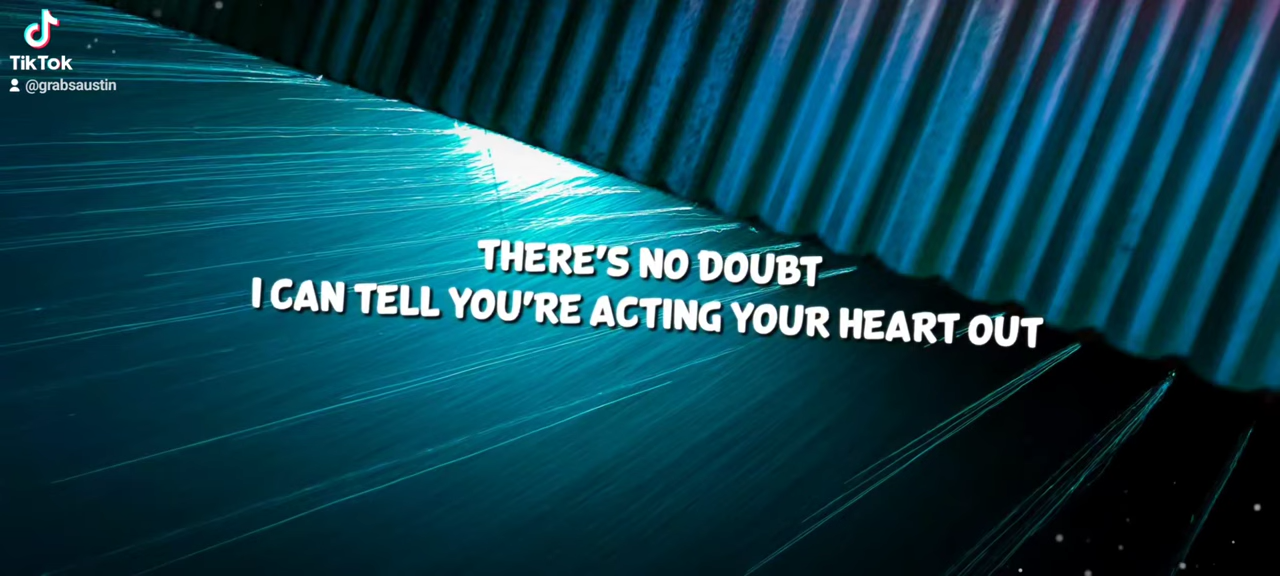 TikTok
@grabsaustin
THERE'S NO DOUBT
I CAN TELL YOU'RE ACTING YOUR HEART OUT